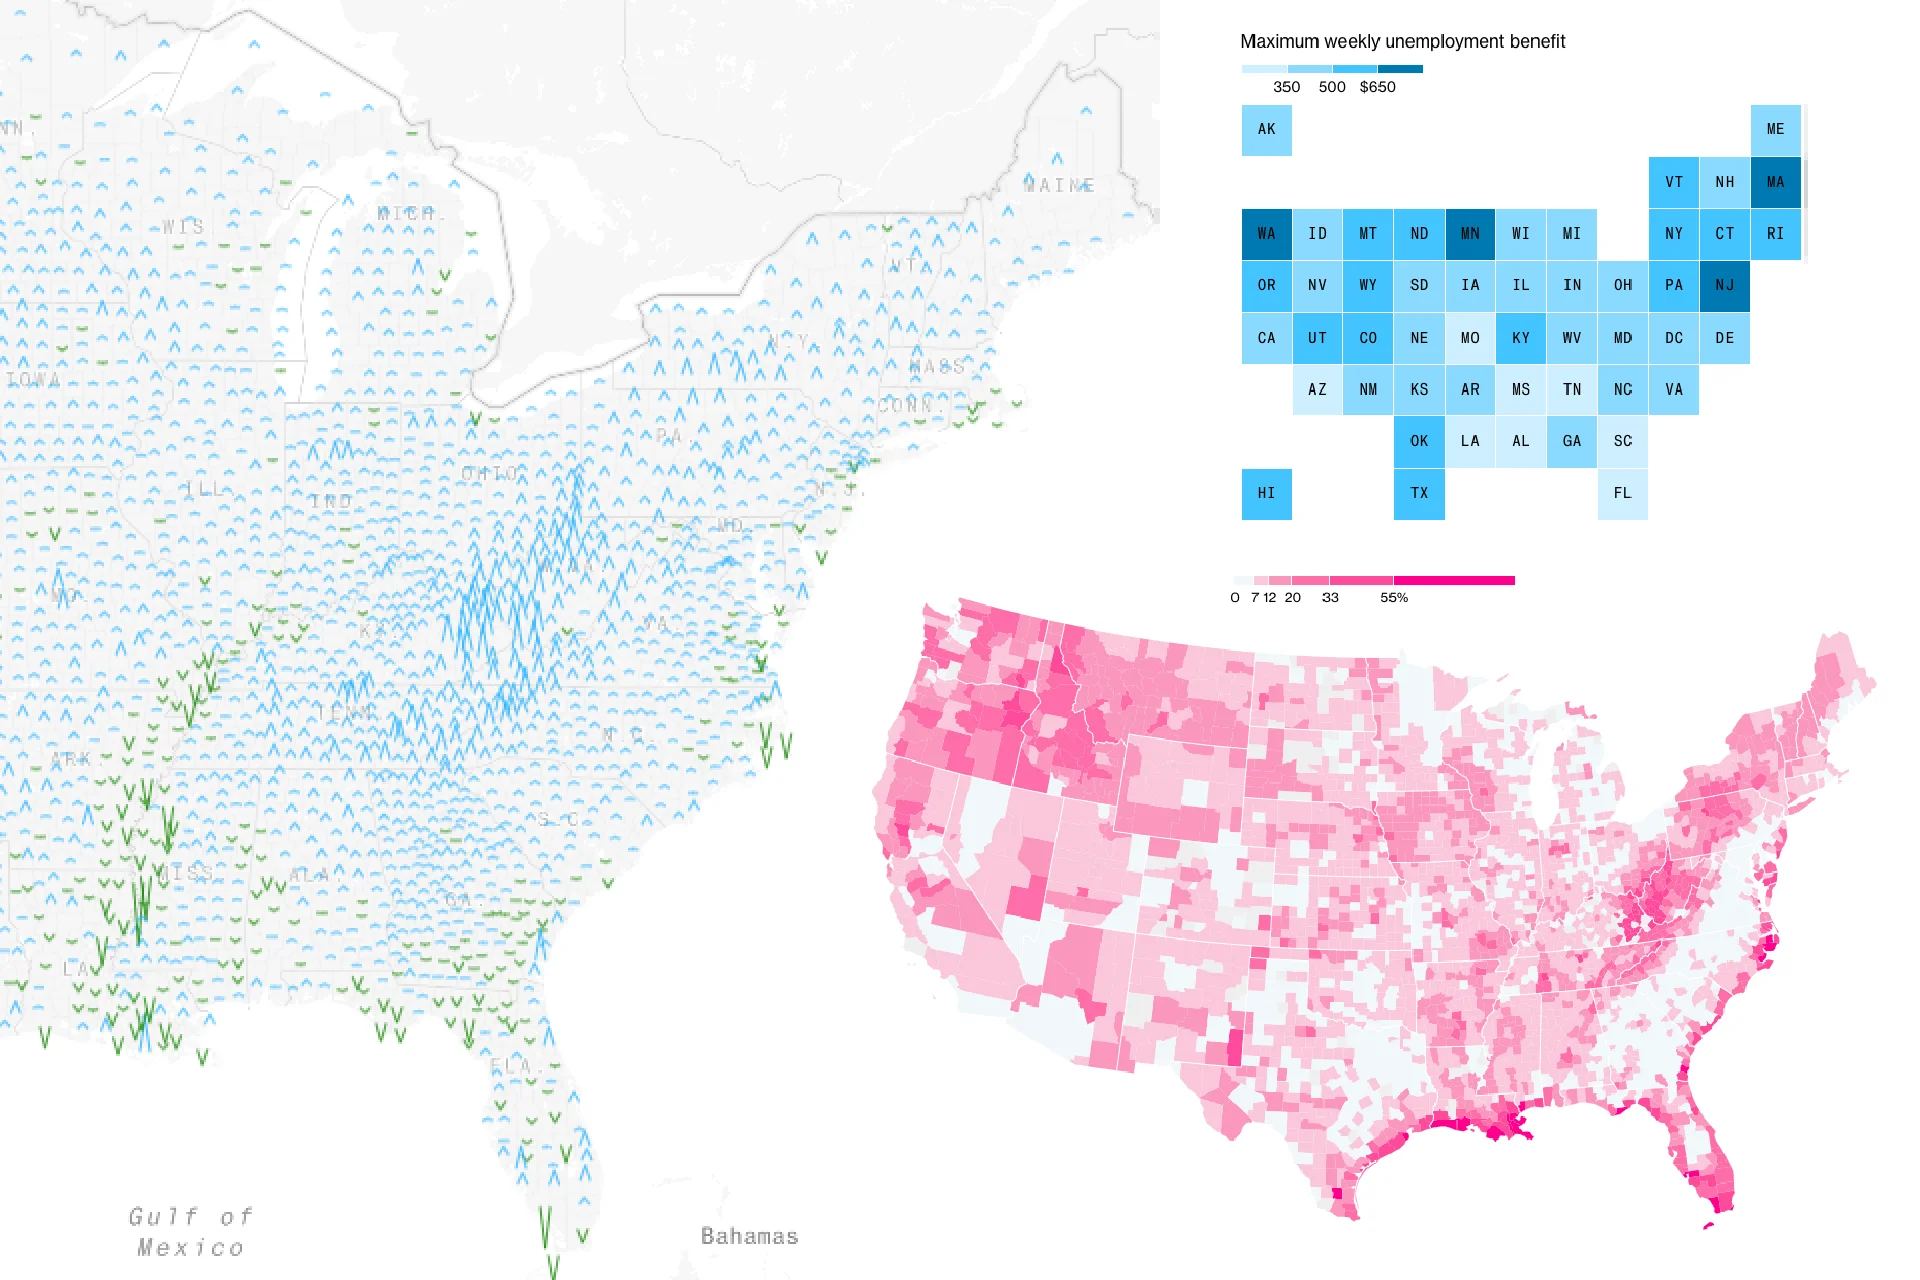 NN.
WIS
MICH.
MAINE
VT.
N.Y.
MASS.
CONN.
IOWA
PA.
ILL.
IND.
OHIO
N.J.
MD.
MO.
KY.
VA.
TENN.
N.C.
ARK.
S.C.
MISS.
ALA.
GA.
LA.
FLA.
Gulf of
Mexico
Bahamas
Maximum weekly unemployment benefit
350 500 $650
AK ME
VT NH MA
WA ID MT ND MN WI MI NY CT RI
OR NV WY SD IA IL IN OH PA NJ
CA UT CO NE MO KY WV MD DC DE
AZ NM KS AR MS TN NC VA
OK LA AL GA SC
HI TX FL
0 7 12 20 33 55%